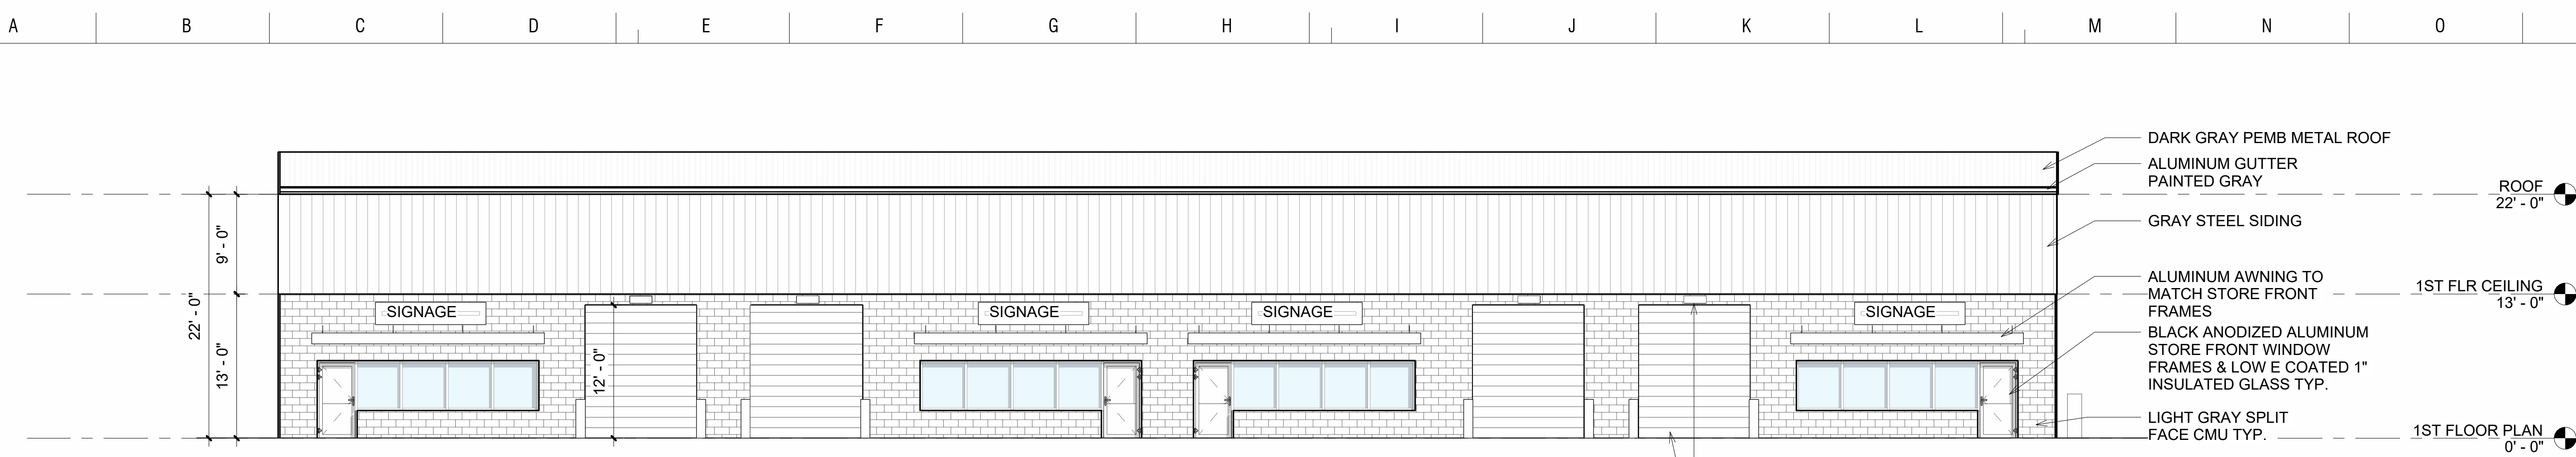 A B C D E F G H I J K L M N O
DARK GRAY PEMB METAL ROOF
ALUMINUM GUTTER
PAINTED GRAY
ROOF
22' - 0"
GRAY STEEL SIDING
9' - 0"
22' - 0"
13' - 0"
12' - 0"
ALUMINUM AWNING TO
MATCH STORE FRONT
FRAMES
1ST FLR CEILING
13' - 0"
SIGNAGE SIGNAGE SIGNAGE SIGNAGE
BLACK ANODIZED ALUMINUM
STORE FRONT WINDOW
FRAMES & LOW E COATED 1"
INSULATED GLASS TYP.
LIGHT GRAY SPLIT
FACE CMU TYP.
1ST FLOOR PLAN
0' - 0"